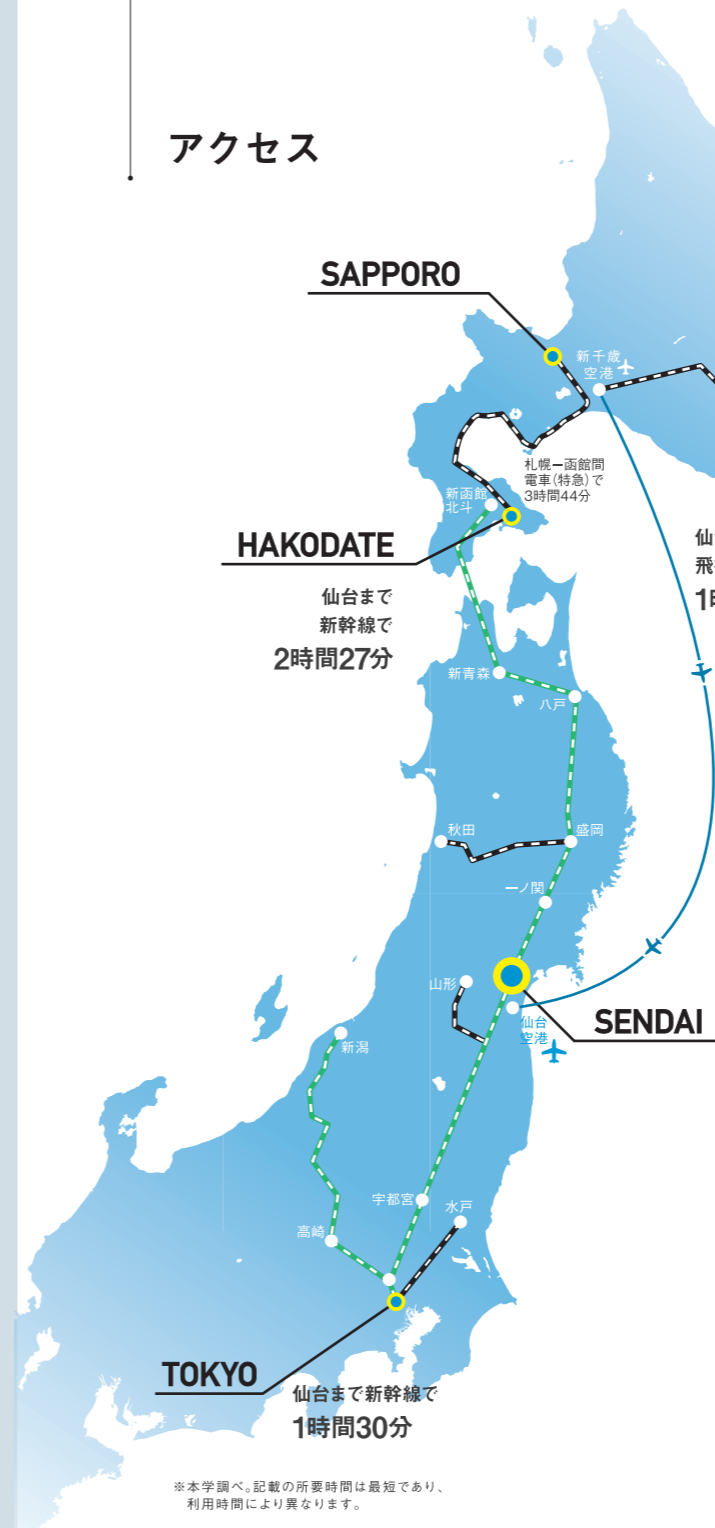 アクセス
SAPPORO
新千歳
空港
札幌ー函館間
電車(特急)で
3時間44分
新函館
北斗
HAKODATE
仙台まで
新幹線で
2時間27分
仙
飛
1時
新青森
八戸
秋田
盛岡
一ノ関
山形
仙台
空港
SENDAI
新潟
宇都宮
水戸
高崎
TOKYO
仙台まで新幹線で
1時間30分
※本学調べ。記載の所要時間は最短であり、
利用時間により異なります。